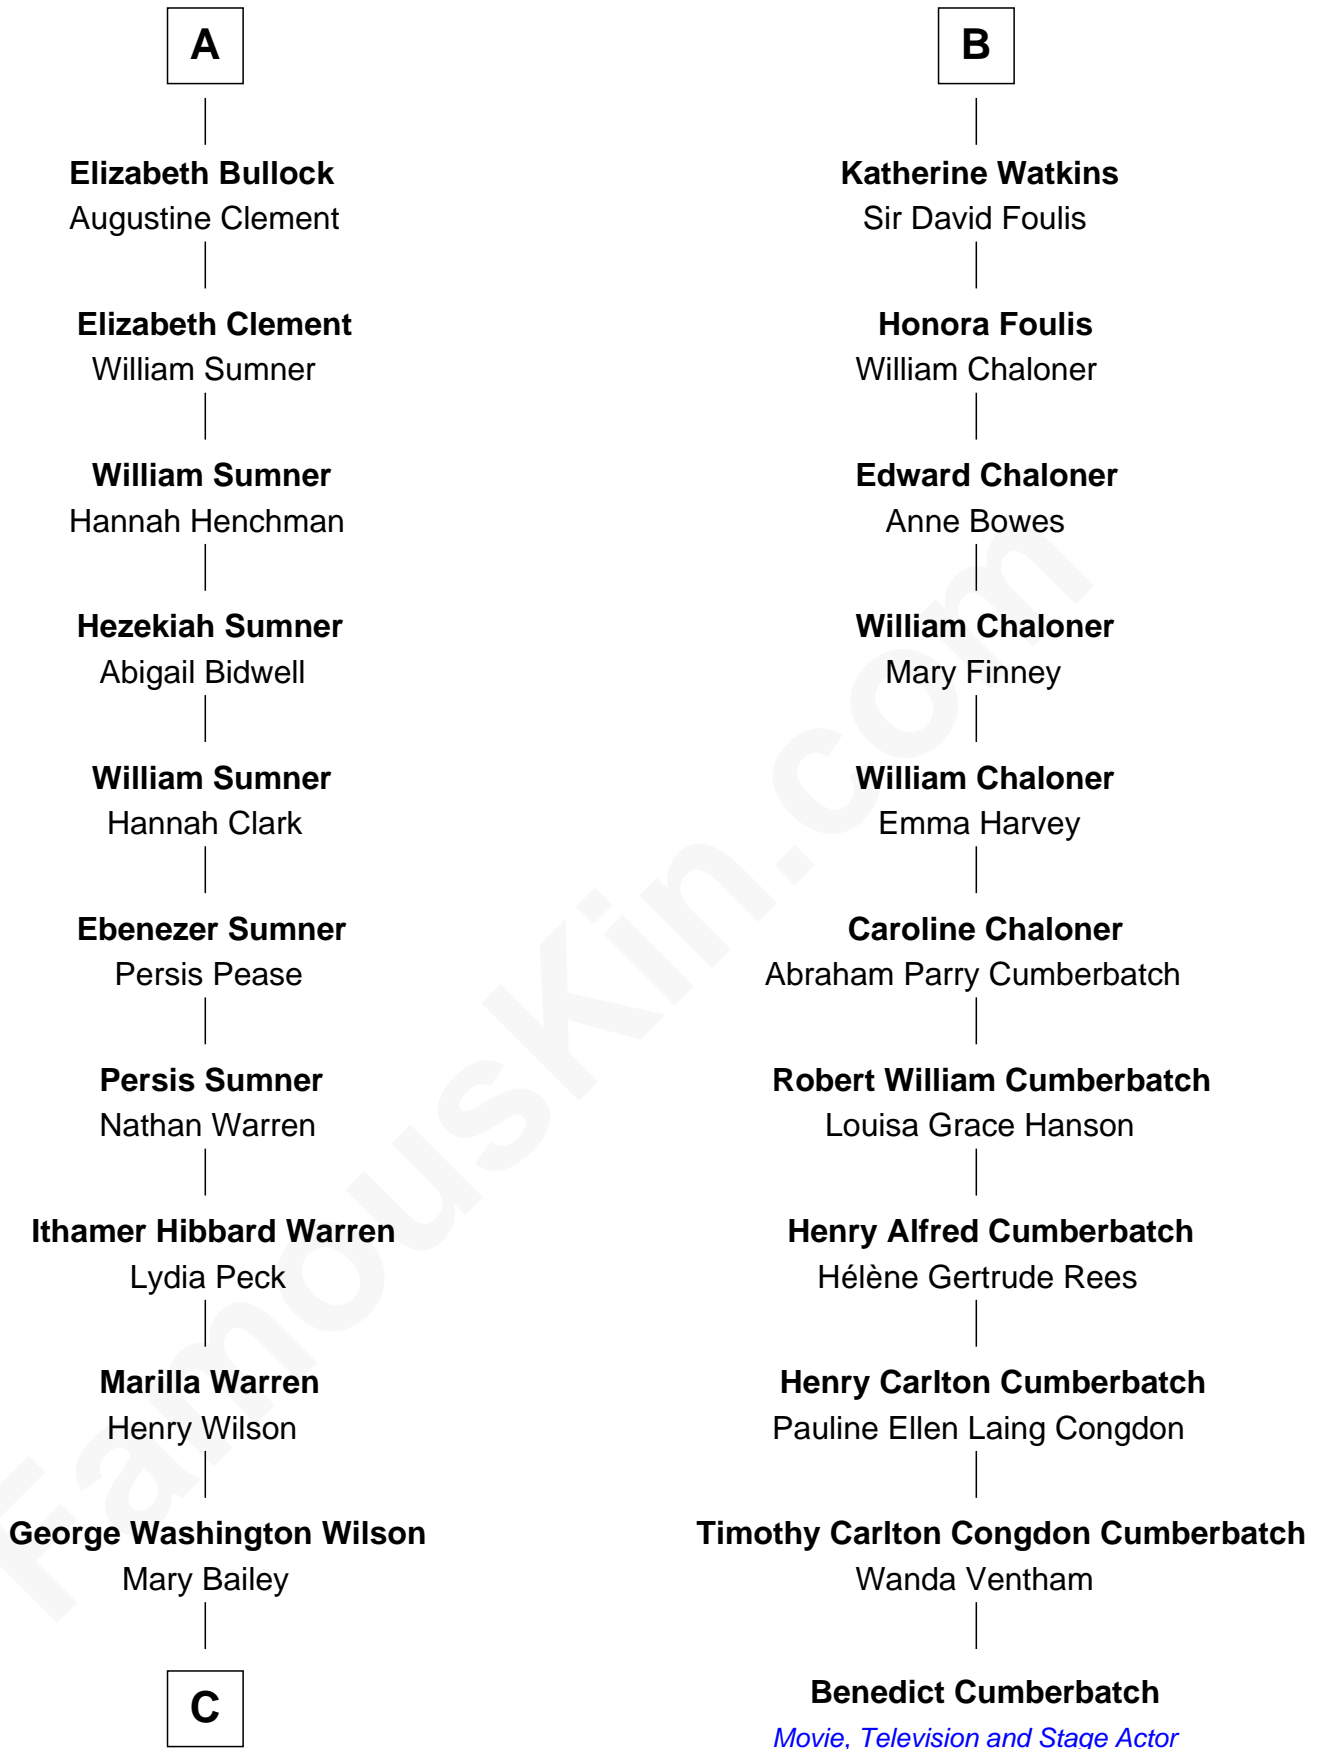 A
Elizabeth Bullock
Augustine Clement
Elizabeth Clement
William Sumner
William Sumner
Hannah Henchman
Hezekiah Sumner
Abigail Bidwell
William Sumner
Hannah Clark
Ebenezer Sumner
Persis Pease
Persis Sumner
Nathan Warren
Ithamer Hibbard Warren
Lydia Peck
Marilla Warren
Henry Wilson
George Washington Wilson
Mary Bailey
C
B
Katherine Watkins
Sir David Foulis
Honora Foulis
William Chaloner
Edward Chaloner
Anne Bowes
William Chaloner
Mary Finney
William Chaloner
Emma Harvey
Caroline Chaloner
Abraham Parry Cumberbatch
Robert William Cumberbatch
Louisa Grace Hanson
Henry Alfred Cumberbatch
Hélène Gertrude Rees
Henry Carlton Cumberbatch
Pauline Ellen Laing Congdon
Timothy Carlton Congdon Cumberbatch
Wanda Ventham
Benedict Cumberbatch
Movie, Television and Stage Actor
FamousKin.com